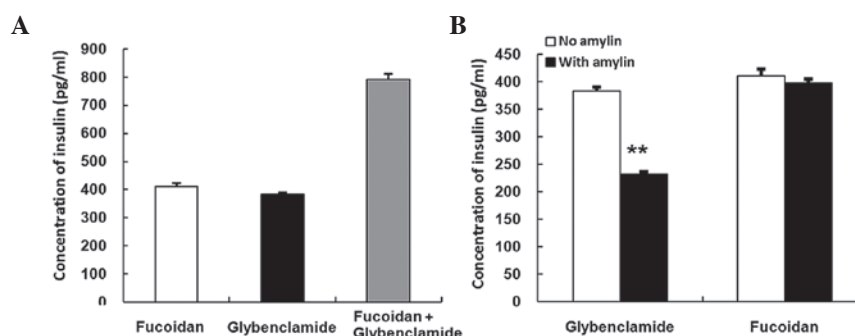 A
Concentration of insulin (pg/ml)
900
800
700
600
500
400
300
200
100
0
Fucoidan
Glybenclamide
Fucoidan +
Glybenclamide
B
No amylin
With amylin
Concentration of insulin (pg/ml)
450
400
350
300
250
200
150
100
50
0
**
Glybenclamide
Fucoidan